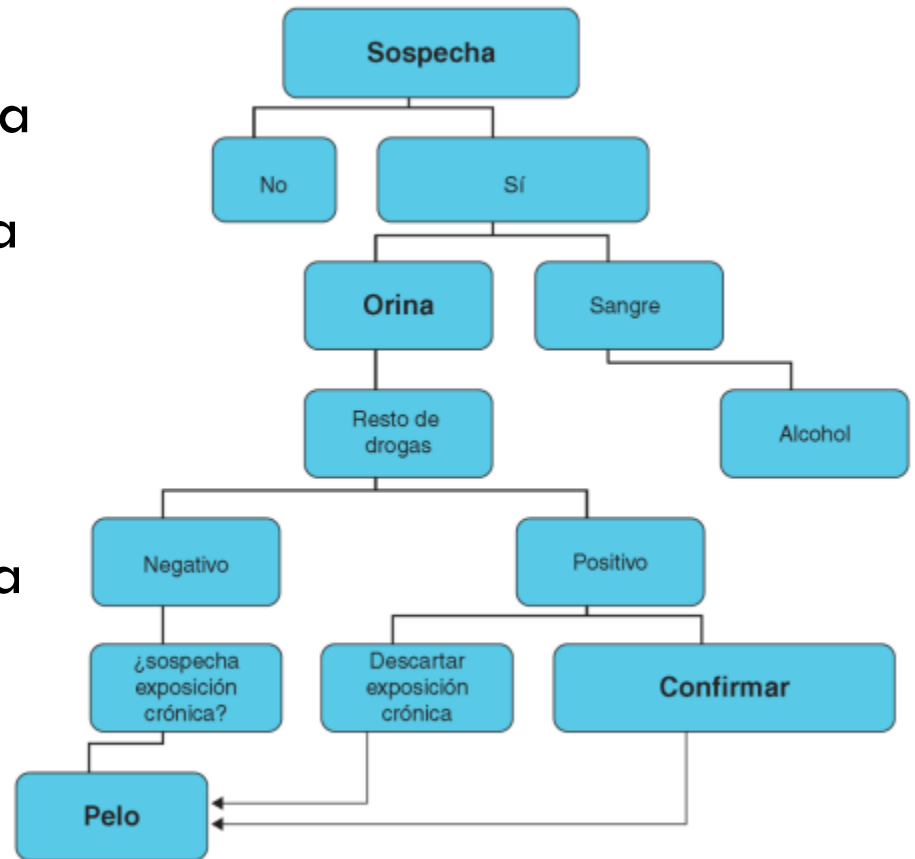 Sospecha
a
No
Sí
a
Orina
Sangre
Resto de
drogas
Alcohol
Negativo
Positivo
a
¿sospecha
exposición
crónica?
Descartar
exposición
crónica
Confirmar
Pelo